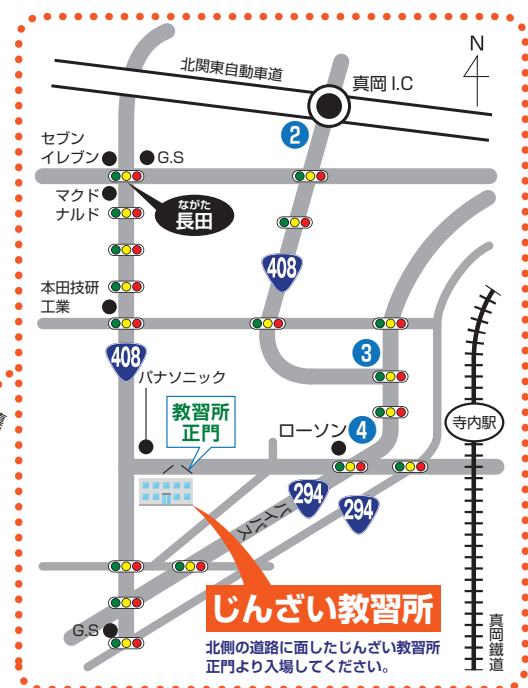 北関東自動車道
N
真岡 I.C
❷
セブン
イレブン
G.S
マクド
ナルド
ながた
長田
408
本田技研
工業
408
❸
パナソニック
教習所
正門
ローソン
❹
寺内駅
294
294
バイパス
じんざい教習所
北側の道路に面したじんざい教習所
正門より入場してください。
G.S
真岡鐵道